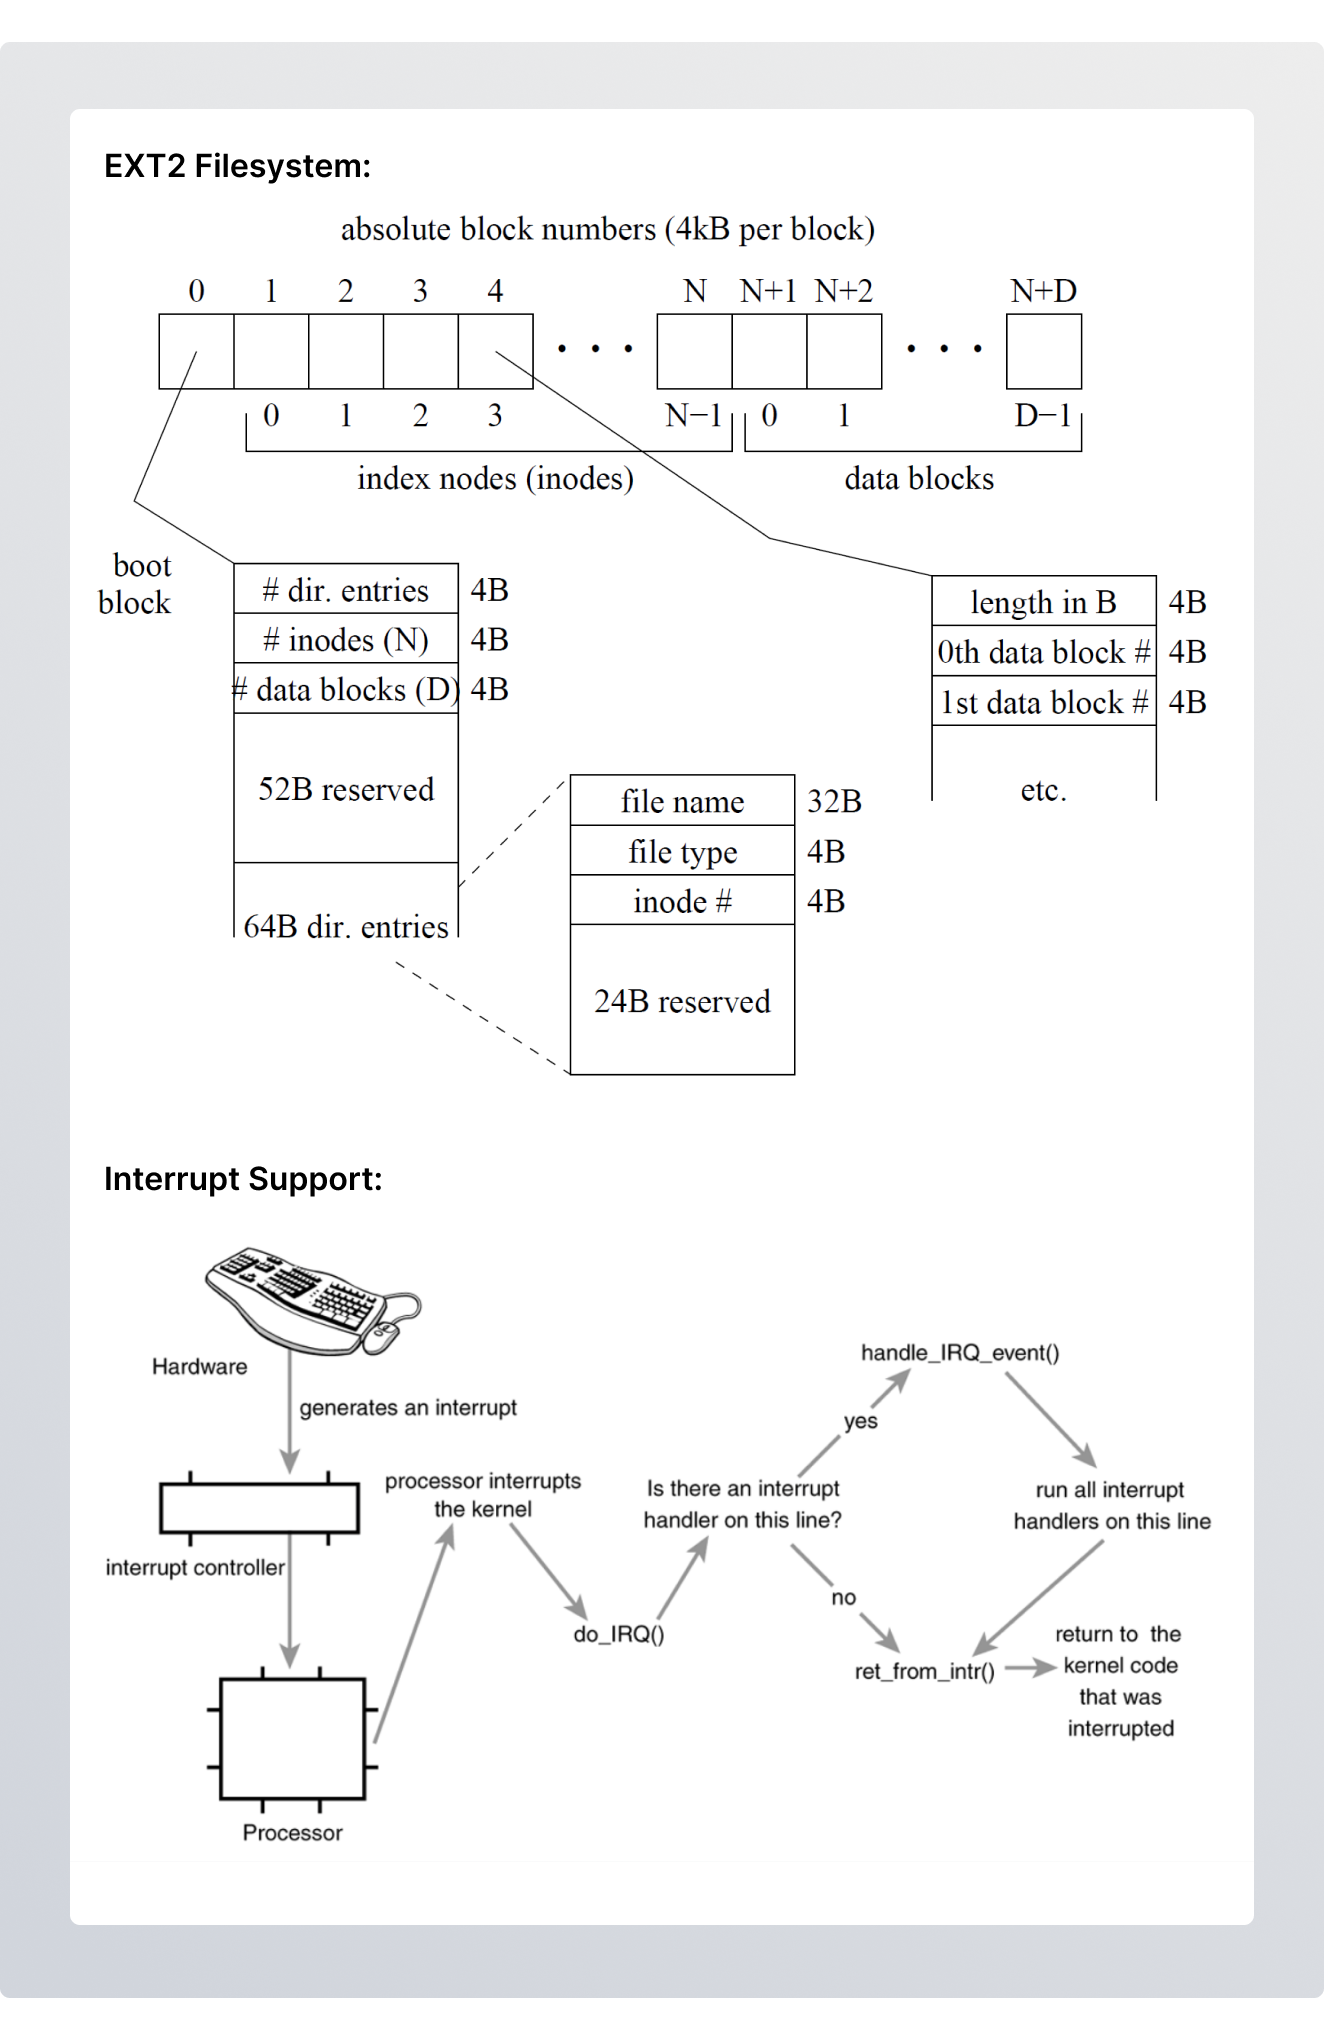 EXT2 Filesystem:
absolute block numbers (4kB per block)
0 1 2 3 4 N N+1 N+2 N+D
0 1 2 3 N−1 0 1 D−1
index nodes (inodes) data blocks
boot
block
# dir. entries 4B
# inodes (N) 4B
# data blocks (D) 4B
52B reserved
64B dir. entries
file name 32B
file type 4B
inode # 4B
24B reserved
length in B 4B
0th data block # 4B
1st data block # 4B
etc.
Interrupt Support:
Hardware
generates an interrupt
interrupt controller
Processor
processor interrupts
the kernel
do_IRQ()
Is there an interrupt
handler on this line?
yes
handle_IRQ_event()
run all interrupt
handlers on this line
no
ret_from_intr()
return to the
kernel code
that was
interrupted